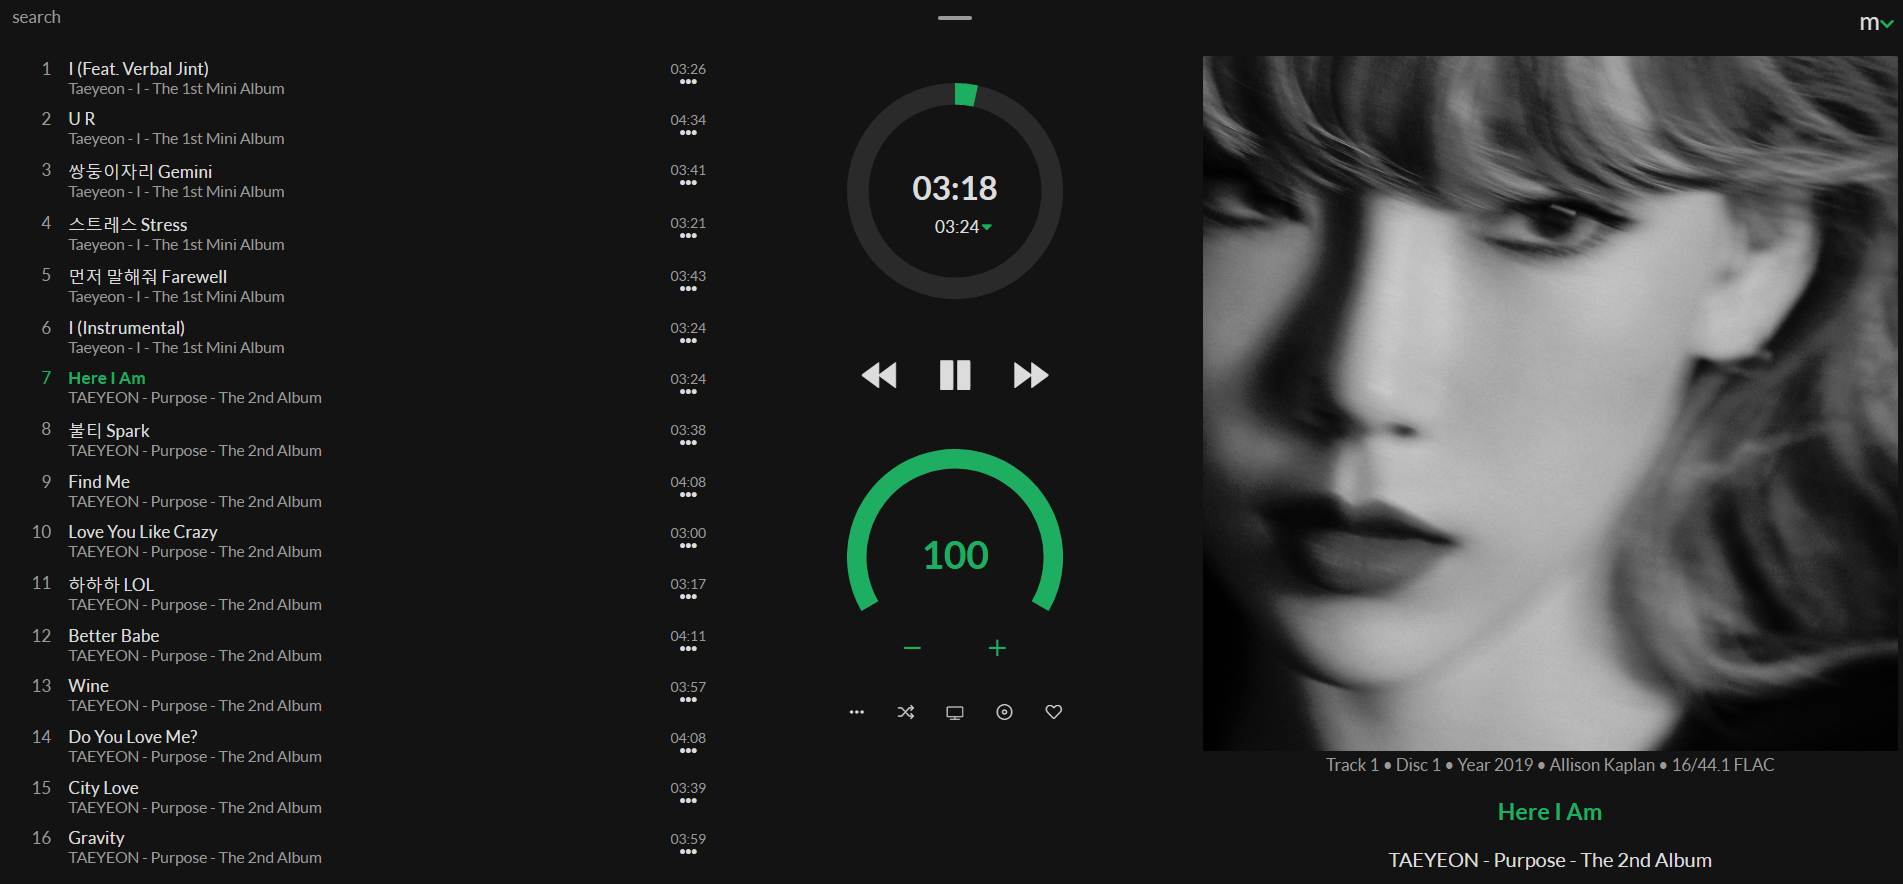 search
m
1 I (Feat. Verbal Jint) 03:26
Taeyeon - I - The 1st Mini Album
2 U R 04:34
Taeyeon - I - The 1st Mini Album
3 쌍둥이자리 Gemini 03:41
Taeyeon - I - The 1st Mini Album
4 스트레스 Stress 03:21
Taeyeon - I - The 1st Mini Album
5 먼저 말해줘 Farewell 03:43
Taeyeon - I - The 1st Mini Album
6 I (Instrumental) 03:24
Taeyeon - I - The 1st Mini Album
7 Here I Am 03:24
TAEYEON - Purpose - The 2nd Album
8 불티 Spark 03:38
TAEYEON - Purpose - The 2nd Album
9 Find Me 04:08
TAEYEON - Purpose - The 2nd Album
10 Love You Like Crazy 03:00
TAEYEON - Purpose - The 2nd Album
11 하하하 LOL 03:17
TAEYEON - Purpose - The 2nd Album
12 Better Babe 04:11
TAEYEON - Purpose - The 2nd Album
13 Wine 03:57
TAEYEON - Purpose - The 2nd Album
14 Do You Love Me? 04:08
TAEYEON - Purpose - The 2nd Album
15 City Love 03:39
TAEYEON - Purpose - The 2nd Album
16 Gravity 03:59
TAEYEON - Purpose - The 2nd Album
03:18
03:24
100
Track 1 • Disc 1 • Year 2019 • Allison Kaplan • 16/44.1 FLAC
Here I Am
TAEYEON - Purpose - The 2nd Album